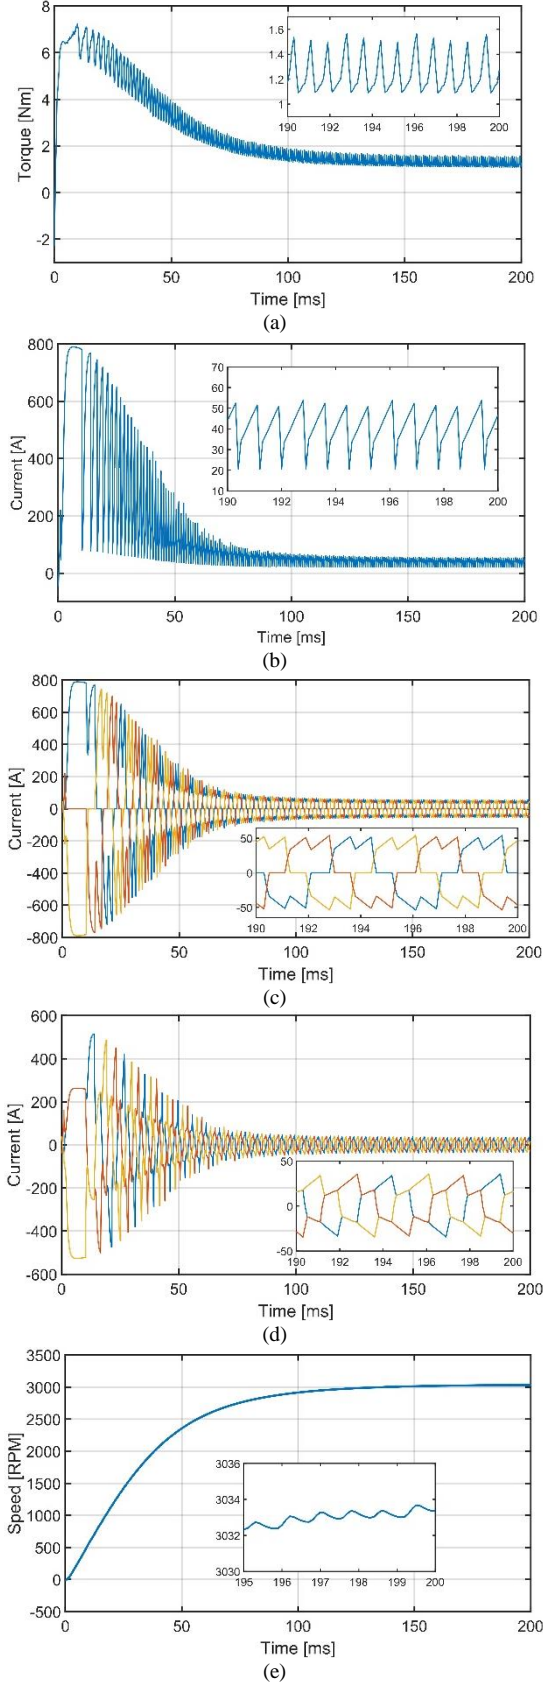 8
6
4
2
0
-2
Torque [Nm]
1.6
1.4
1.2
1
190 192 194 196 198 200
0 50 100 150 200
Time [ms]
(a)
800
600
400
200
0
Current [A]
70
60
50
40
30
20
10
190 192 194 196 198 200
0 50 100 150 200
Time [ms]
(b)
800
600
400
200
0
-200
-400
-600
-800
Current [A]
50
0
-50
190 192 194 196 198 200
0 50 100 150 200
Time [ms]
(c)
600
400
200
0
-200
-400
-600
Current [A]
50
0
-50
190 192 194 196 198 200
0 50 100 150 200
Time [ms]
(d)
3500
3000
2500
2000
1500
1000
500
0
-500
Speed [RPM]
3036
3034
3032
3030
195 196 197 198 199 200
0 50 100 150 200
Time [ms]
(e)